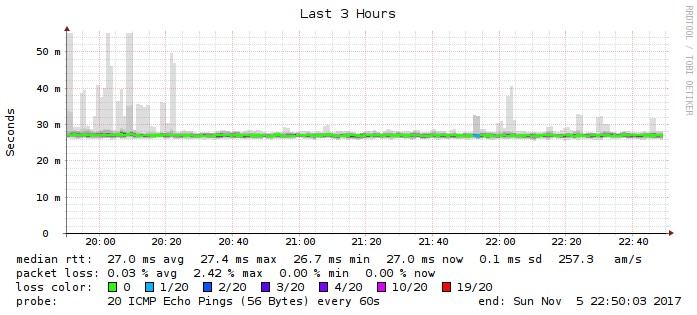 Last 3 Hours
RRDTOOL / TOBI OETIKER
Seconds
50 m
40 m
30 m
20 m
10 m
0
20:00 20:20 20:40 21:00 21:20 21:40 22:00 22:20 22:40
median rtt: 27.0 ms avg 27.4 ms max 26.7 ms min 27.0 ms now 0.1 ms sd 257.3 am/s
packet loss: 0.03 % avg 2.42 % max 0.00 % min 0.00 % now
loss color: 0 1/20 2/20 3/20 4/20 10/20 19/20
probe: 20 ICMP Echo Pings (56 Bytes) every 60s end: Sun Nov 5 22:50:03 2017